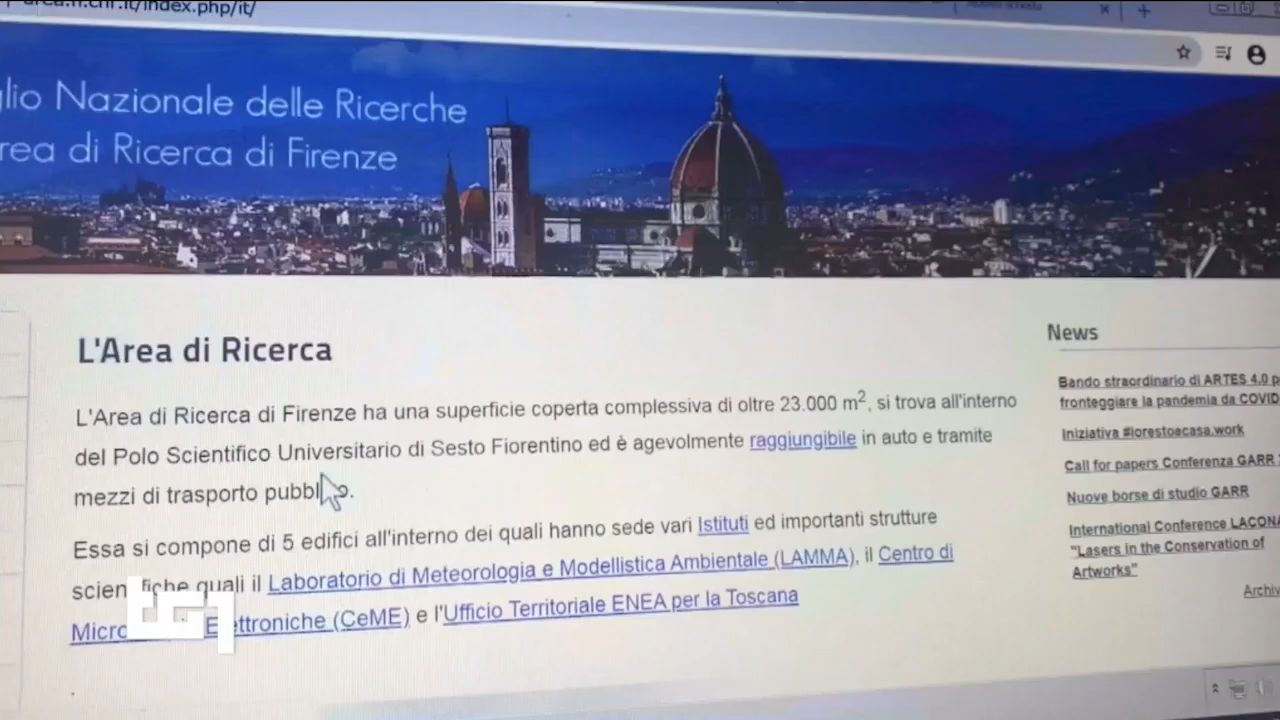 area.fi.cnr.it/index.php/it/
glio Nazionale delle Ricerche
rea di Ricerca di Firenze
L'Area di Ricerca
L'Area di Ricerca di Firenze ha una superficie coperta complessiva di oltre 23.000 m², si trova all'interno
del Polo Scientifico Universitario di Sesto Fiorentino ed è agevolmente raggiungibile in auto e tramite
mezzi di trasporto pubbl
Essa si compone di 5 edifici all'interno dei quali hanno sede vari Istituti ed importanti strutture
scientifiche quali il Laboratorio di Meteorologia e Modellistica Ambientale (LAMMA), il Centro di
Micro Elettroniche (CeME) e l'Ufficio Territoriale ENEA per la Toscana
News
Bando straordinario di ARTES 4.0 p
fronteggiare la pandemia da COVID
Iniziativa #iorestoacasa.work
Call for papers Conferenza GARR
Nuove borse di studio GARR
International Conference LACONA
"Lasers in the Conservation of
Artworks"
Archiv